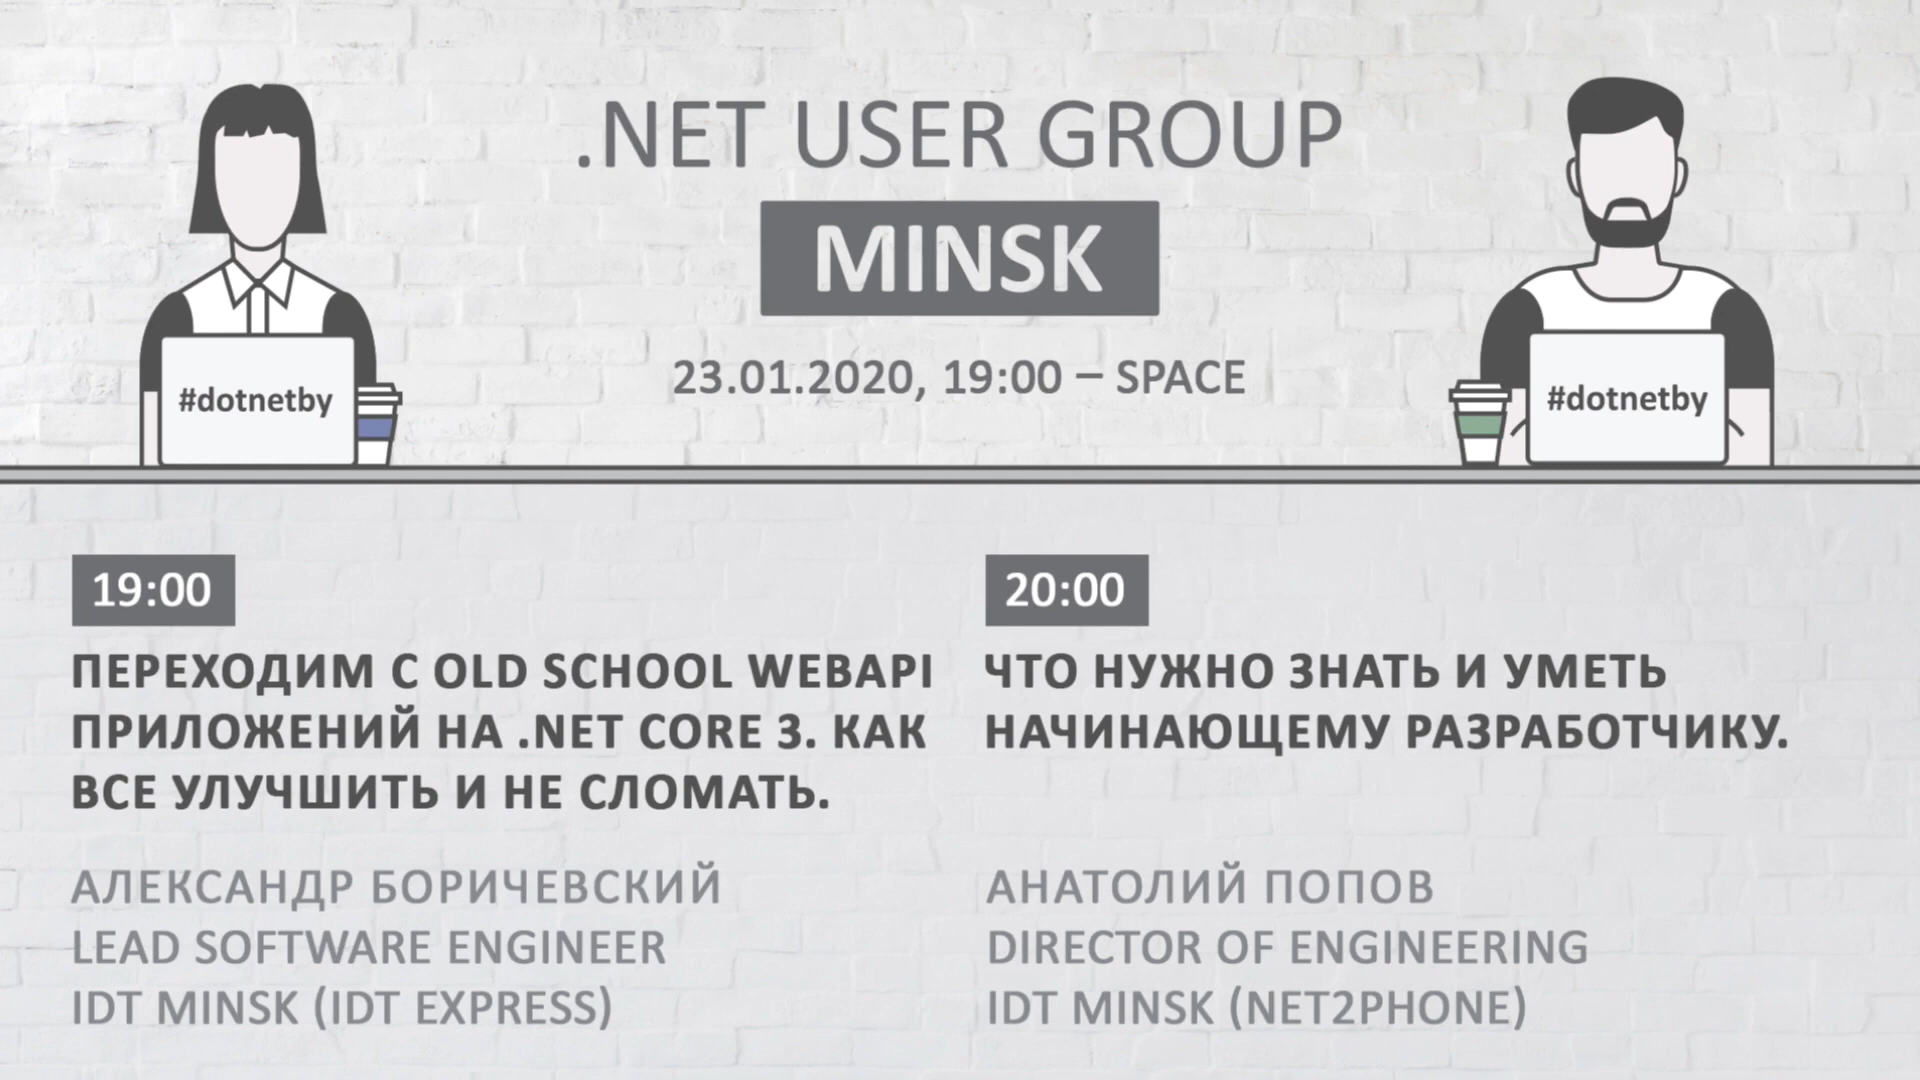 .NET USER GROUP
MINSK
23.01.2020, 19:00 – SPACE
#dotnetby
#dotnetby
19:00
ПЕРЕХОДИМ С OLD SCHOOL WEBAPI
ПРИЛОЖЕНИЙ НА .NET CORE 3. КАК
ВСЕ УЛУЧШИТЬ И НЕ СЛОМАТЬ.
АЛЕКСАНДР БОРИЧЕВСКИЙ
LEAD SOFTWARE ENGINEER
IDT MINSK (IDT EXPRESS)
20:00
ЧТО НУЖНО ЗНАТЬ И УМЕТЬ
НАЧИНАЮЩЕМУ РАЗРАБОТЧИКУ.
АНАТОЛИЙ ПОПОВ
DIRECTOR OF ENGINEERING
IDT MINSK (NET2PHONE)